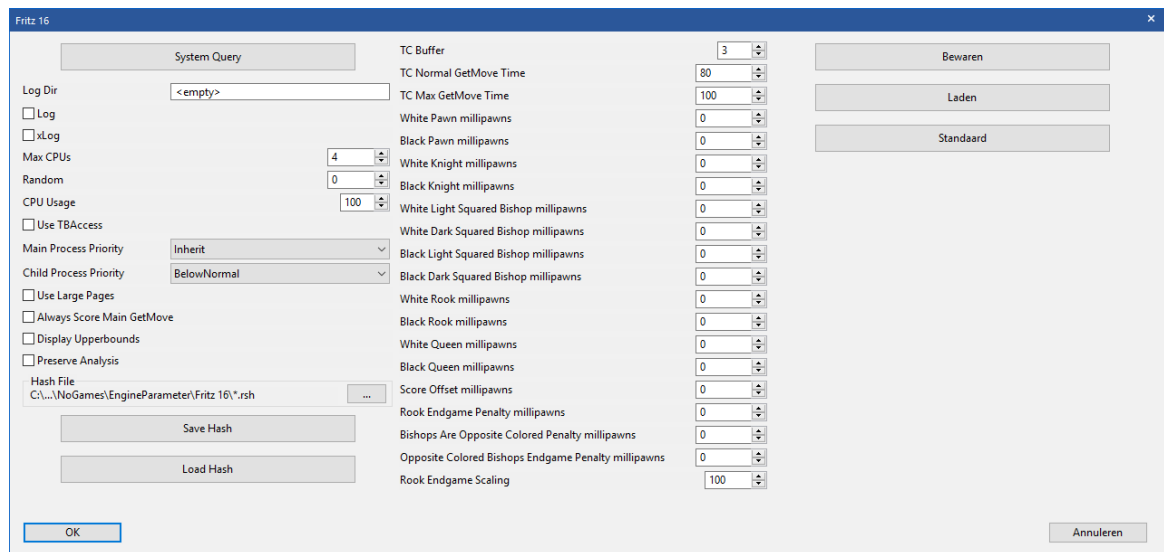 Fritz 16
System Query
Log Dir <empty>
Log
xLog
Max CPUs 4
Random 0
CPU Usage 100
Use TBAccess
Main Process Priority Inherit
Child Process Priority BelowNormal
Use Large Pages
Always Score Main GetMove
Display Upperbounds
Preserve Analysis
Hash File
C:\...\NoGames\EngineParameter\Fritz 16\*.rsh ...
Save Hash
Load Hash
OK
TC Buffer 3
TC Normal GetMove Time 80
TC Max GetMove Time 100
White Pawn millipawns 0
Black Pawn millipawns 0
White Knight millipawns 0
Black Knight millipawns 0
White Light Squared Bishop millipawns 0
White Dark Squared Bishop millipawns 0
Black Light Squared Bishop millipawns 0
Black Dark Squared Bishop millipawns 0
White Rook millipawns 0
Black Rook millipawns 0
White Queen millipawns 0
Black Queen millipawns 0
Score Offset millipawns 0
Rook Endgame Penalty millipawns 0
Bishops Are Opposite Colored Penalty millipawns 0
Opposite Colored Bishops Endgame Penalty millipawns 0
Rook Endgame Scaling 100
Bewaren
Laden
Standaard
Annuleren